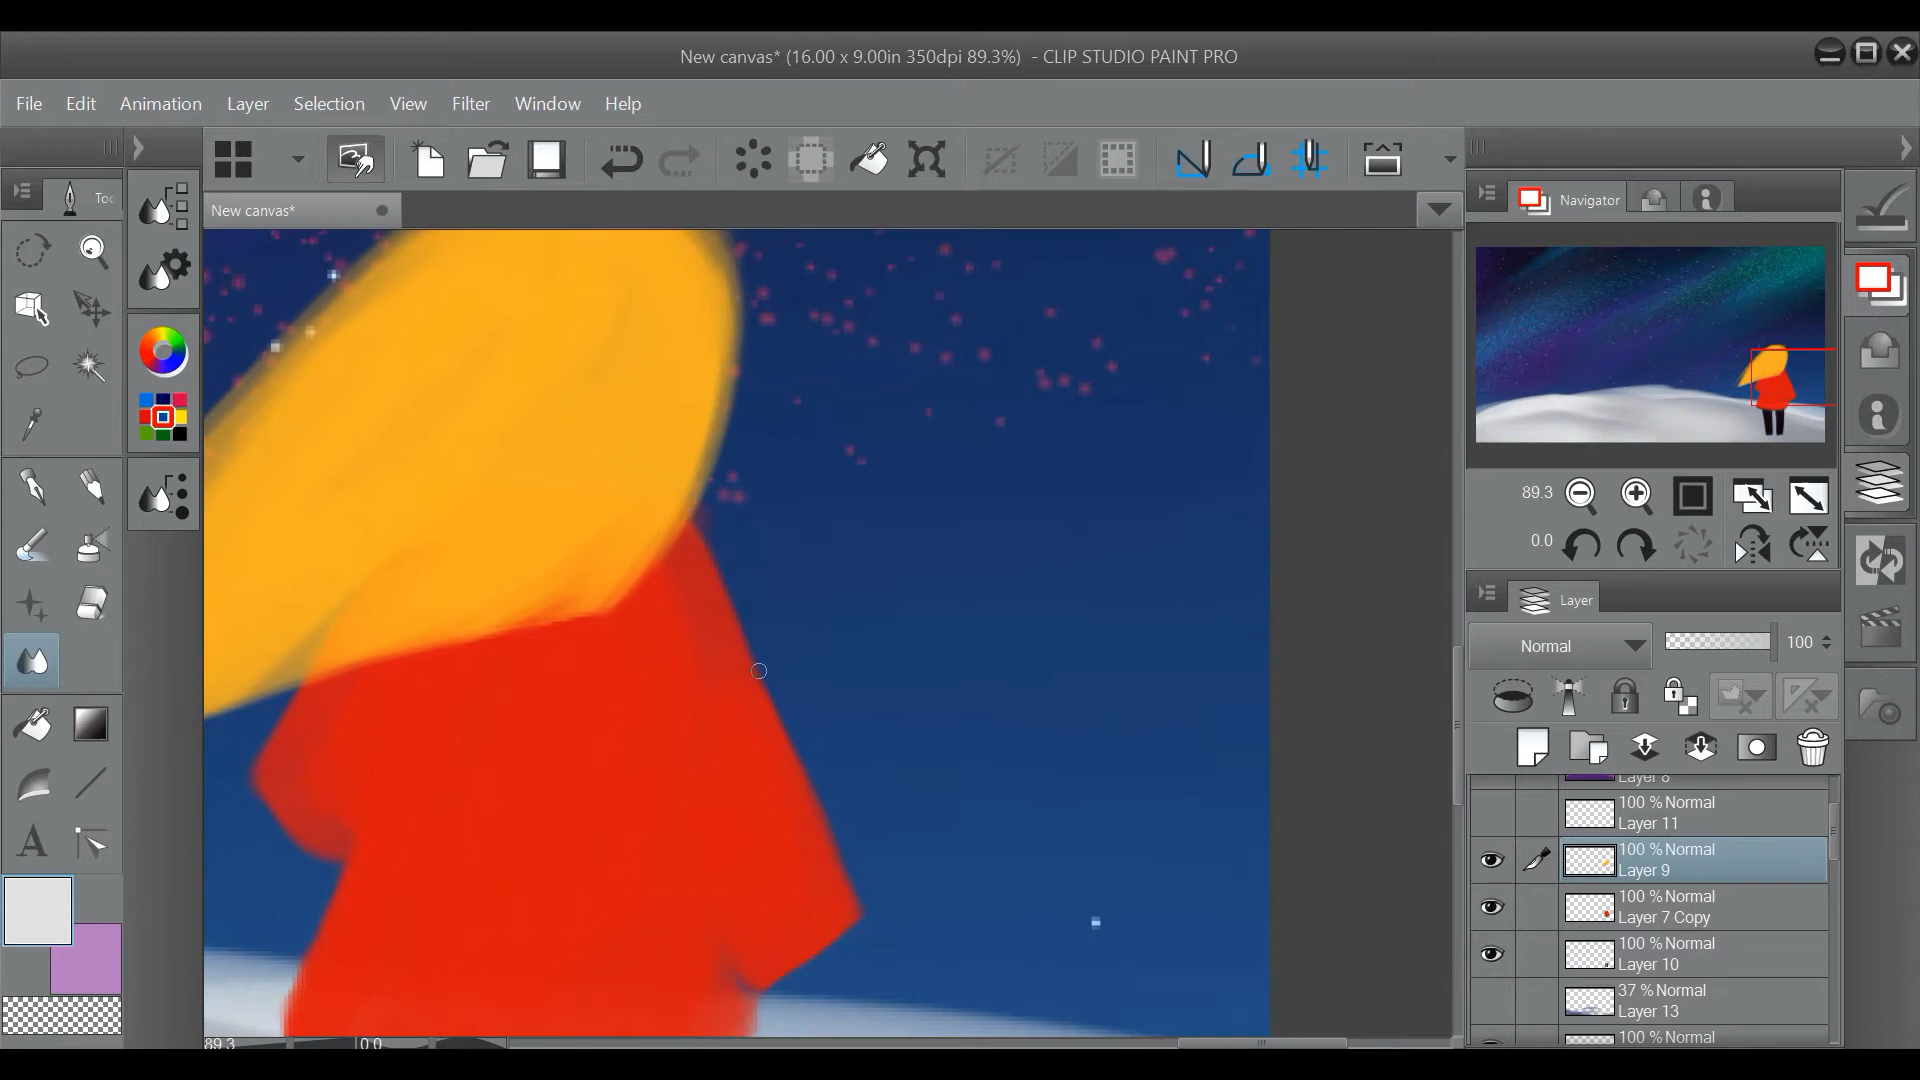 New canvas* (16.00 x 9.00in 350dpi 89.3%) - CLIP STUDIO PAINT PRO
File Edit Animation Layer Selection View Filter Window Help
Toc
New canvas*
Navigator
89.3
0.0
Layer
Normal 100
Layer 8
100 % Normal
Layer 11
100 % Normal
Layer 9
100 % Normal
Layer 7 Copy
100 % Normal
Layer 10
37 % Normal
Layer 13
100 % Normal
89.3 0.0